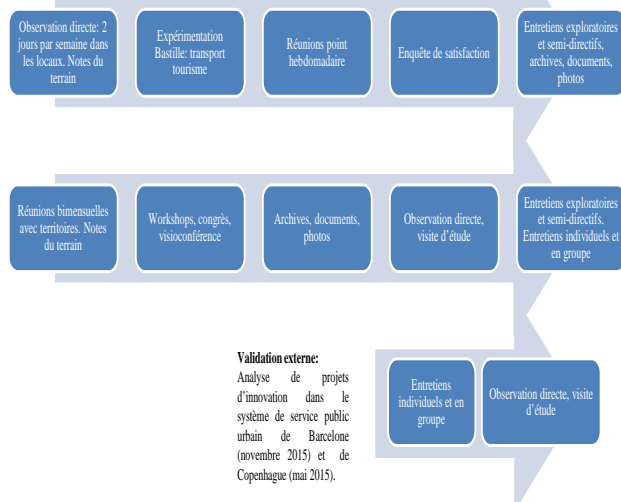 Observation directe: 2
jours par semaine dans
les locaux. Notes du
terrain
Expérimentation
Bastille: transport
tourisme
Réunions point
hebdomadaire
Enquête de satisfaction
Entretiens exploratoires
et semi-directifs,
archives, documents,
photos
Réunions bimensuelles
avec territoires. Notes
du terrain
Workshops, congrès,
visioconférence
Archives, documents,
photos
Observation directe,
visite d'étude
Entretiens exploratoires
et semi-directifs.
Entretiens individuels et
en groupe
Validation externe:
Analyse de projets
d'innovation dans le
système de service public
urbain de Barcelone
(novembre 2015) et de
Copenhague (mai 2015).
Entretiens
individuels et en
groupe
Observation directe, visite
d'étude